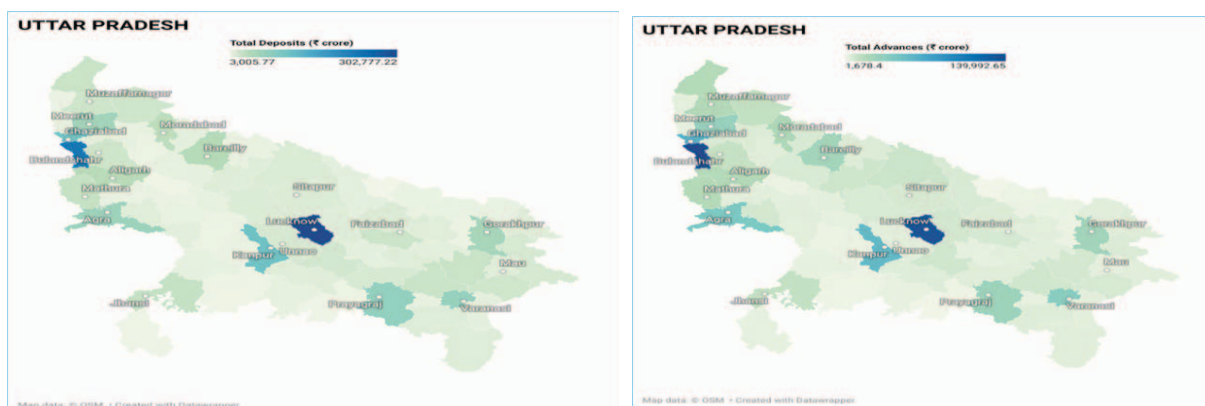 UTTAR PRADESH
Total Deposits (₹ crore)
3,005.77 302,777.22
Muzaffarnagar
Meerut
Ghaziabad
Moradabad
Bulandshahr
Bareilly
Aligarh
Mathura
Sitapur
Agra
Lucknow
Faizabad
Gorakhpur
Kanpur
Unnao
Mau
Jhansi
Prayagraj
Varanasi
Map data: © OSM • Created with Datawrapper
UTTAR PRADESH
Total Advances (₹ crore)
1,678.4 139,992.65
Muzaffarnagar
Meerut
Ghaziabad
Moradabad
Bulandshahr
Bareilly
Aligarh
Mathura
Sitapur
Agra
Lucknow
Faizabad
Gorakhpur
Kanpur
Unnao
Mau
Jhansi
Prayagraj
Varanasi
Map data: © OSM • Created with Datawrapper